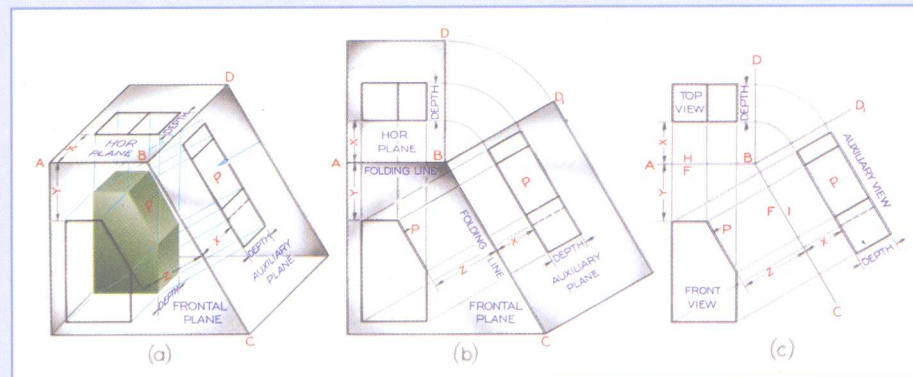 D
DEPTH
X
HOR
PLANE
A
B
Y
P
P
X
Z
DEPTH
DEPTH
AUXILIARY
PLANE
FRONTAL
PLANE
C
(a)
D
DEPTH
D₁
X
HOR
PLANE
A
B
FOLDING LINE
Y
P
P
FOLDING
LINE
X
Z
DEPTH
AUXILIARY
PLANE
FRONTAL
PLANE
C
(b)
D
TOP
VIEW
DEPTH
D₁
X
A
H
F
B
Y
AUXILIARY VIEW
P
F
I
P
X
Z
DEPTH
FRONT
VIEW
C
(c)